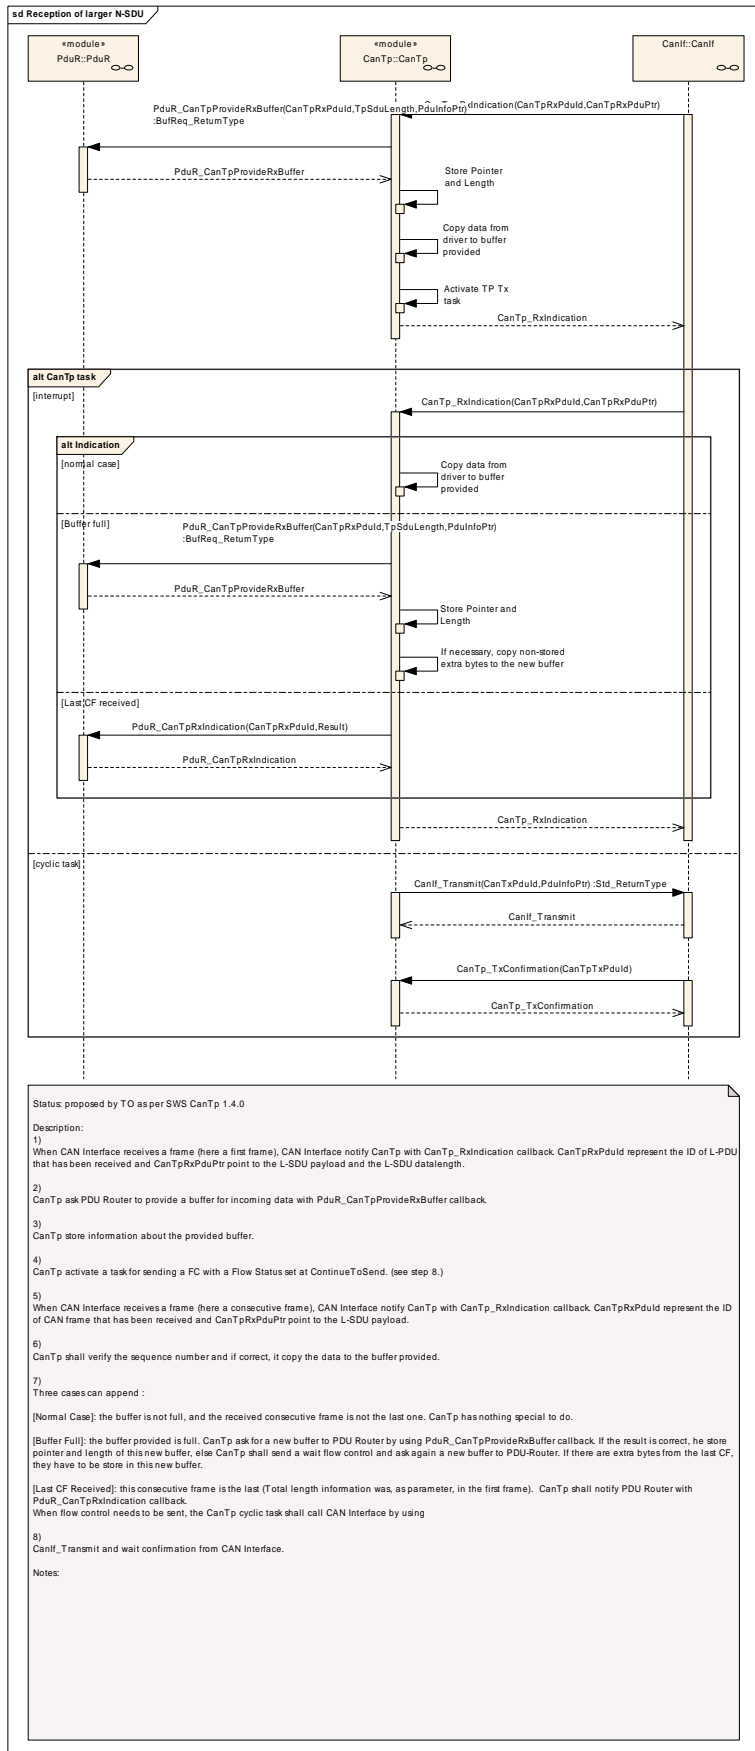 sd Reception of larger N-SDU
«module»
PduR::PduR
«module»
CanTp::CanTp
CanIf::CanIf
Indication(CanTpRxPduId,CanTpRxPduPtr)
PduR_CanTpProvideRxBuffer(CanTpRxPduId,TpSduLength,PduInfoPtr)
:BufReq_ReturnType
PduR_CanTpProvideRxBuffer
Store Pointer
and Length
Copy data from
driver to buffer
provided
Activate TP Tx
task
CanTp_RxIndication
alt CanTp task
[interrupt]
CanTp_RxIndication(CanTpRxPduId,CanTpRxPduPtr)
alt Indication
[normal case]
Copy data from
driver to buffer
provided
[Buffer full]
PduR_CanTpProvideRxBuffer(CanTpRxPduId,TpSduLength,PduInfoPtr)
:BufReq_ReturnType
PduR_CanTpProvideRxBuffer
Store Pointer and
Length
If necessary, copy non-stored
extra bytes to the new buffer
[Last CF received]
PduR_CanTpRxIndication(CanTpRxPduId,Result)
PduR_CanTpRxIndication
CanTp_RxIndication
[cyclic task]
CanIf_Transmit(CanTxPduId,PduInfoPtr) :Std_ReturnType
CanIf_Transmit
CanTp_TxConfirmation(CanTpTxPduId)
CanTp_TxConfirmation
Status: proposed by TO as per SWS CanTp 1.4.0
Description:
1)
When CAN Interface receives a frame (here a first frame), CAN Interface notify CanTp with CanTp_RxIndication callback. CanTpRxPduId represent the ID of L-PDU
that has been received and CanTpRxPduPtr point to the L-SDU payload and the L-SDU datalength.
2)
CanTp ask PDU Router to provide a buffer for incoming data with PduR_CanTpProvideRxBuffer callback.
3)
CanTp store information about the provided buffer.
4)
CanTp activate a task for sending a FC with a Flow Status set at ContinueToSend. (see step 8.)
5)
When CAN Interface receives a frame (here a consecutive frame), CAN Interface notify CanTp with CanTp_RxIndication callback. CanTpRxPduId represent the ID
of CAN frame that has been received and CanTpRxPduPtr point to the L-SDU payload.
6)
CanTp shall verify the sequence number and if correct, it copy the data to the buffer provided.
7)
Three cases can append :
[Normal Case]: the buffer is not full, and the received consecutive frame is not the last one. CanTp has nothing special to do.
[Buffer Full]: the buffer provided is full. CanTp ask for a new buffer to PDU Router by using PduR_CanTpProvideRxBuffer callback. If the result is correct, he store
pointer and length of this new buffer, else CanTp shall send a wait flow control and ask again a new buffer to PDU-Router. If there are extra bytes from the last CF,
they have to be store in this new buffer.
[Last CF Received]: this consecutive frame is the last (Total length information was, as parameter, in the first frame). CanTp shall notify PDU Router with
PduR_CanTpRxIndication callback.
When flow control needs to be sent, the CanTp cyclic task shall call CAN Interface by using
8)
CanIf_Transmit and wait confirmation from CAN Interface.
Notes: